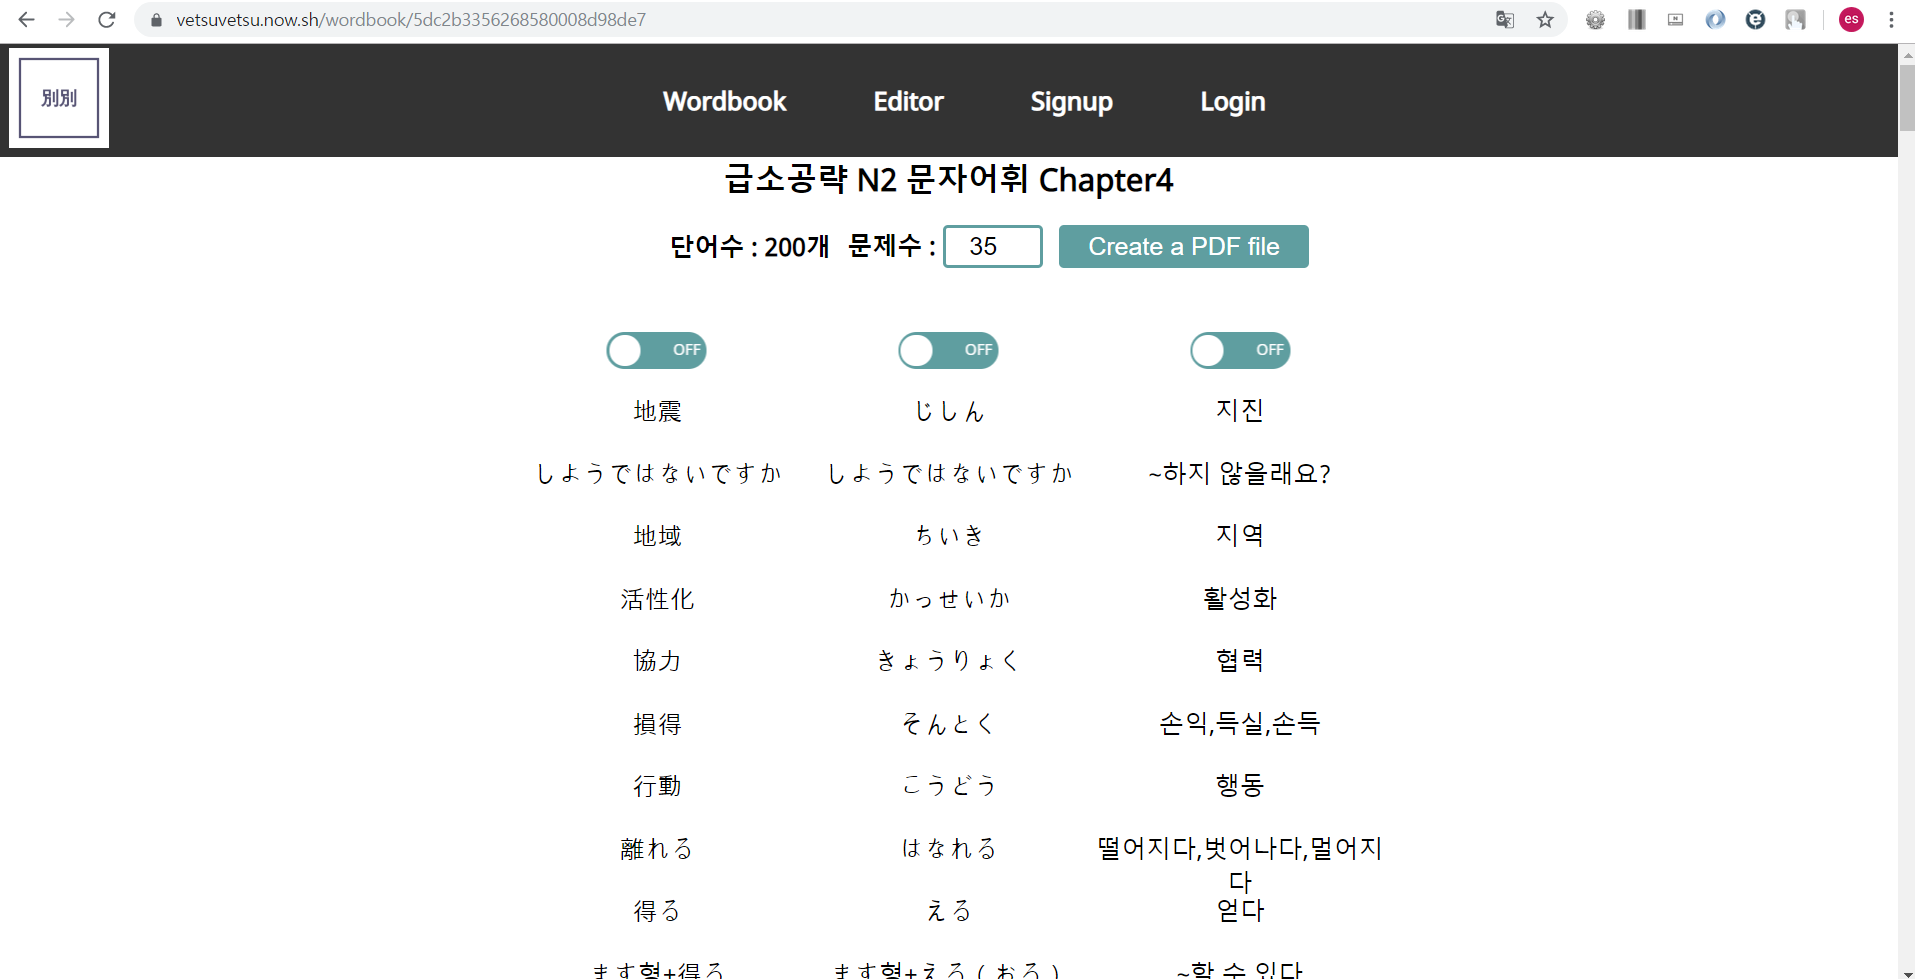 vetsuvetsu.now.sh/wordbook/5dc2b3356268580008d98de7
es
別別
Wordbook Editor Signup Login
급소공략 N2 문자어휘 Chapter4
단어수 : 200개 문제수 : 35 Create a PDF file
OFF OFF OFF
地震 じしん 지진
しようではないですか しようではないですか ~하지 않을래요?
地域 ちいき 지역
活性化 かっせいか 활성화
協力 きょうりょく 협력
損得 そんとく 손익,득실,손득
行動 こうどう 행동
離れる はなれる 떨어지다,벗어나다,멀어지
다
得る える 얻다
ます형+得る ます형+える(おる) ~할 수 있다